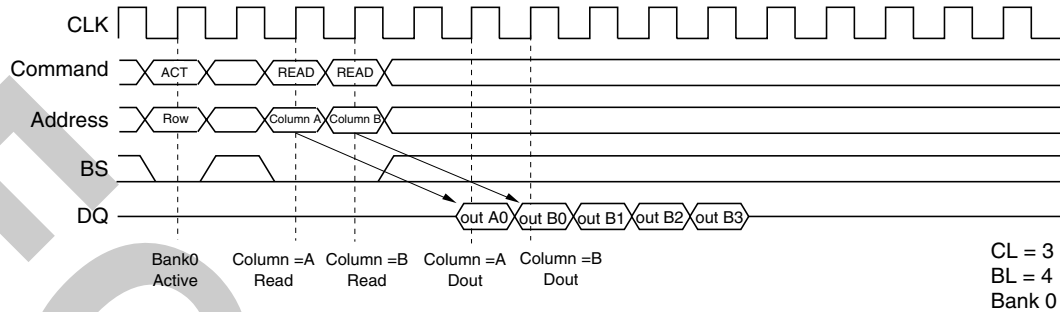 CLK
Command ACT READ READ
Address Row Column A Column B
BS
DQ out A0 out B0 out B1 out B2 out B3
Bank0 Column =A Column =B Column =A Column =B
Active Read Read Dout Dout
CL = 3
BL = 4
Bank 0